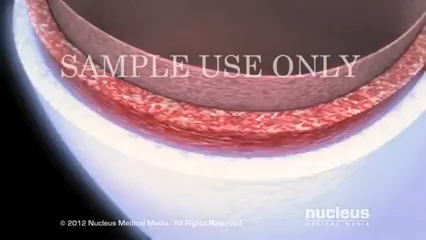 SAMPLE USE ONLY
nucleus
MEDICAL MEDIA
© 2012 Nucleus Medical Media. All Rights Reserved.